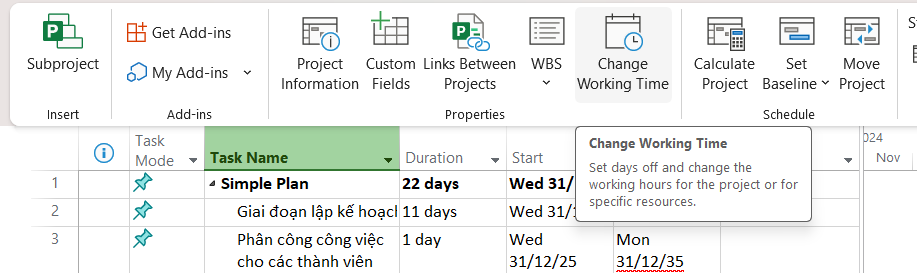 St
Subproject
Get Add-ins
My Add-ins
Project Information
Custom Fields
Links Between Projects
WBS
Change Working Time
Calculate Project
Set Baseline
Move Project
Insert
Add-ins
Properties
Schedule
Change Working Time
Set days off and change the
working hours for the project or for
specific resources.
2024
Nov
Task
Mode
Task Name
Duration
Start
1
Simple Plan
22 days
Wed 31/
2
Giai đoạn lập kế hoạch
11 days
Wed 31/1
3
Phân công công việc
cho các thành viên
1 day
Wed
31/12/25
Mon
31/12/35